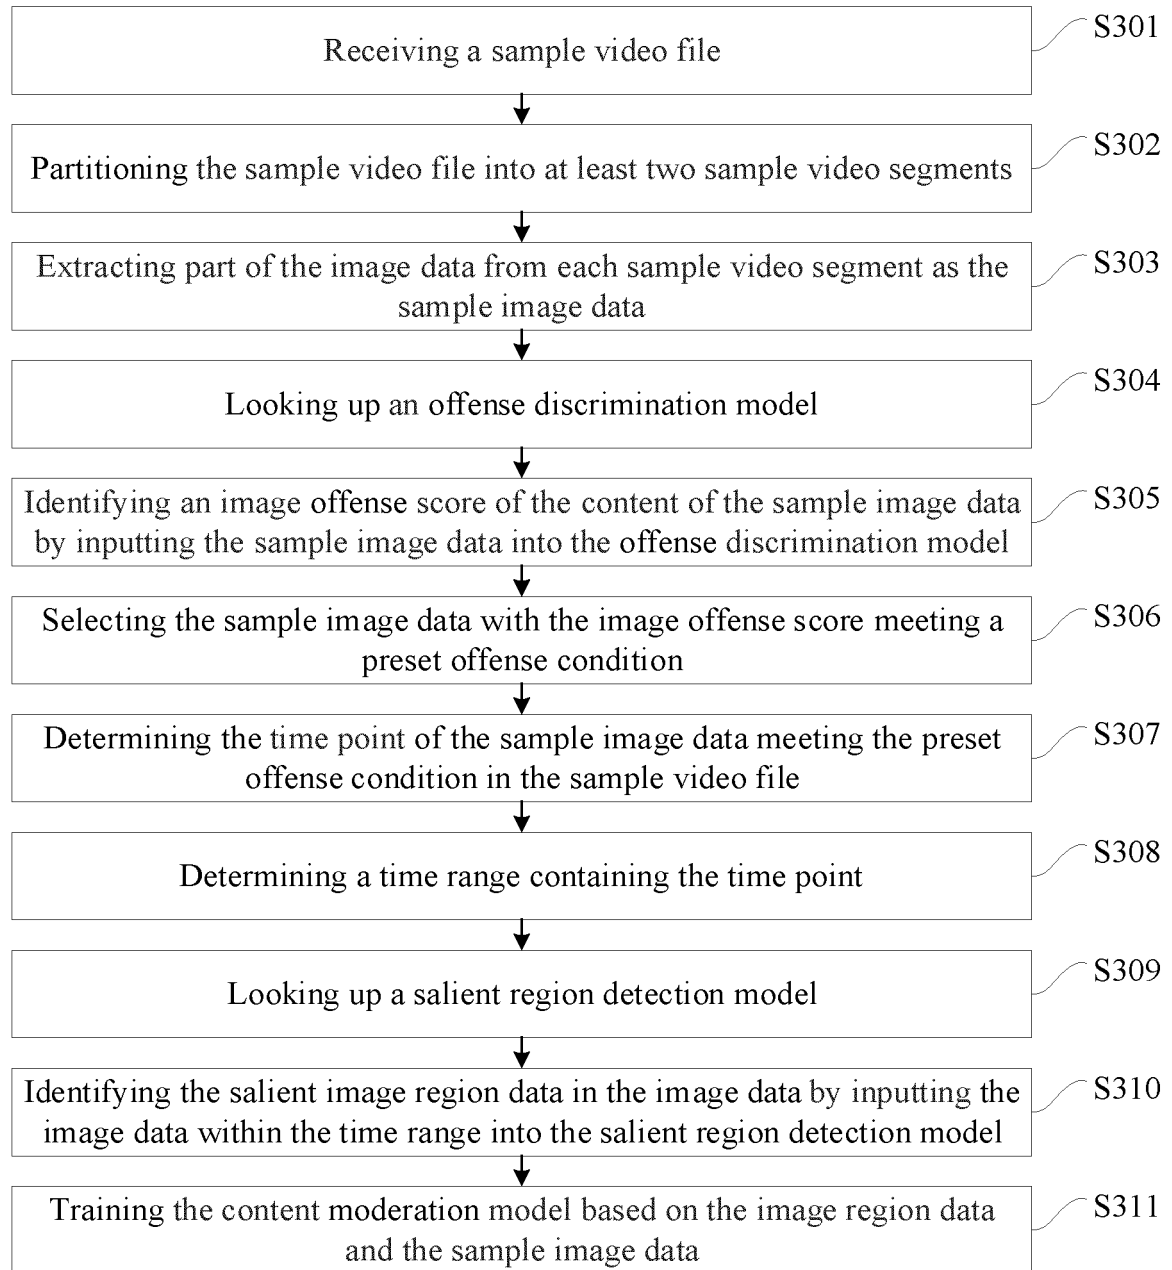 Receiving a sample video file
S301
Partitioning the sample video file into at least two sample video segments
S302
Extracting part of the image data from each sample video segment as the
sample image data
S303
Looking up an offense discrimination model
S304
Identifying an image offense score of the content of the sample image data
by inputting the sample image data into the offense discrimination model
S305
Selecting the sample image data with the image offense score meeting a
preset offense condition
S306
Determining the time point of the sample image data meeting the preset
offense condition in the sample video file
S307
Determining a time range containing the time point
S308
Looking up a salient region detection model
S309
Identifying the salient image region data in the image data by inputting the
image data within the time range into the salient region detection model
S310
Training the content moderation model based on the image region data
and the sample image data
S311